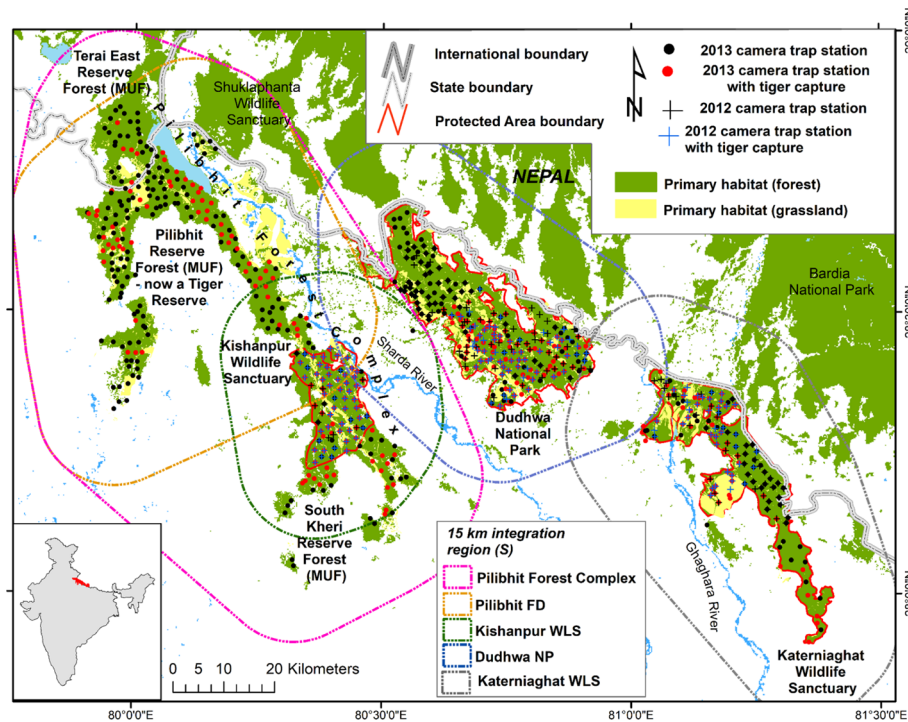 Terai East
Reserve
Forest (MUF)
Shuklaphanta
Wildlife
Sanctuary
International boundary
State boundary
Protected Area boundary
N
2013 camera trap station
2013 camera trap station
with tiger capture
2012 camera trap station
2012 camera trap station
with tiger capture
Primary habitat (forest)
Primary habitat (grassland)
NEPAL
Pilibhit Forest Complex
Pilibhit
Reserve
Forest (MUF)
- now a Tiger
Reserve
Bardia
National Park
Kishanpur
Wildlife
Sanctuary
Sharda River
Dudhwa
National
Park
South
Kheri
Reserve
Forest (MUF)
Ghaghara River
Katerniaghat
Wildlife
Sanctuary
15 km integration
region (S)
Pilibhit Forest Complex
Pilibhit FD
Kishanpur WLS
Dudhwa NP
Katerniaghat WLS
0 5 10 20 Kilometers
80°0'0"E 80°30'0"E 81°0'0"E 81°30'0"E